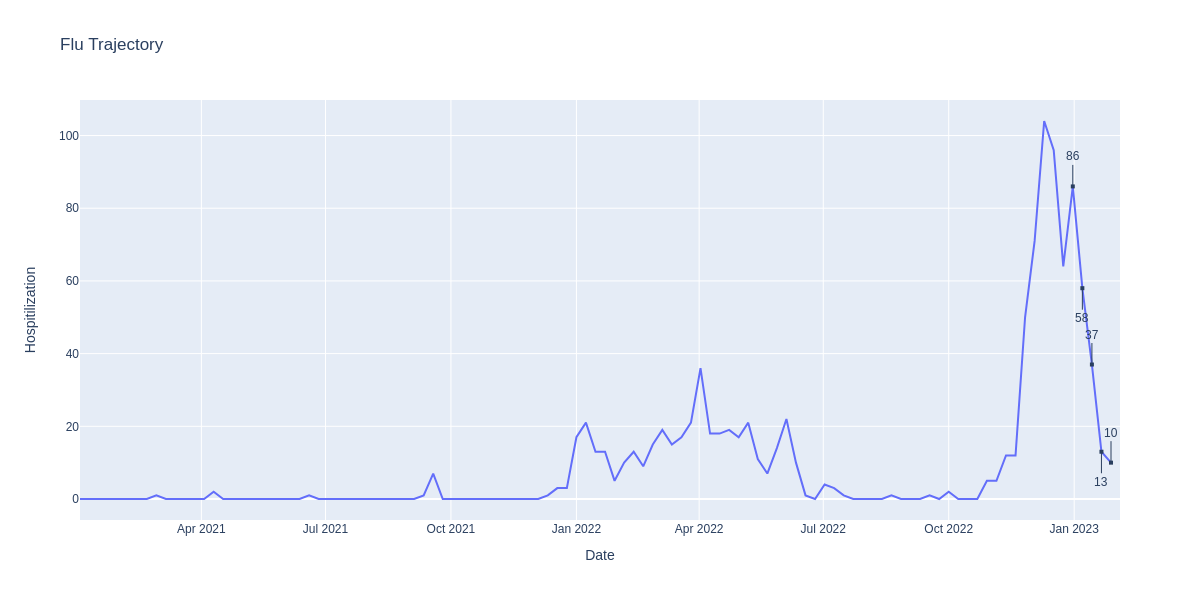 Flu Trajectory
Hospitilization
100
80
60
40
20
0
86
58
37
10
13
Apr 2021
Jul 2021
Oct 2021
Jan 2022
Apr 2022
Jul 2022
Oct 2022
Jan 2023
Date